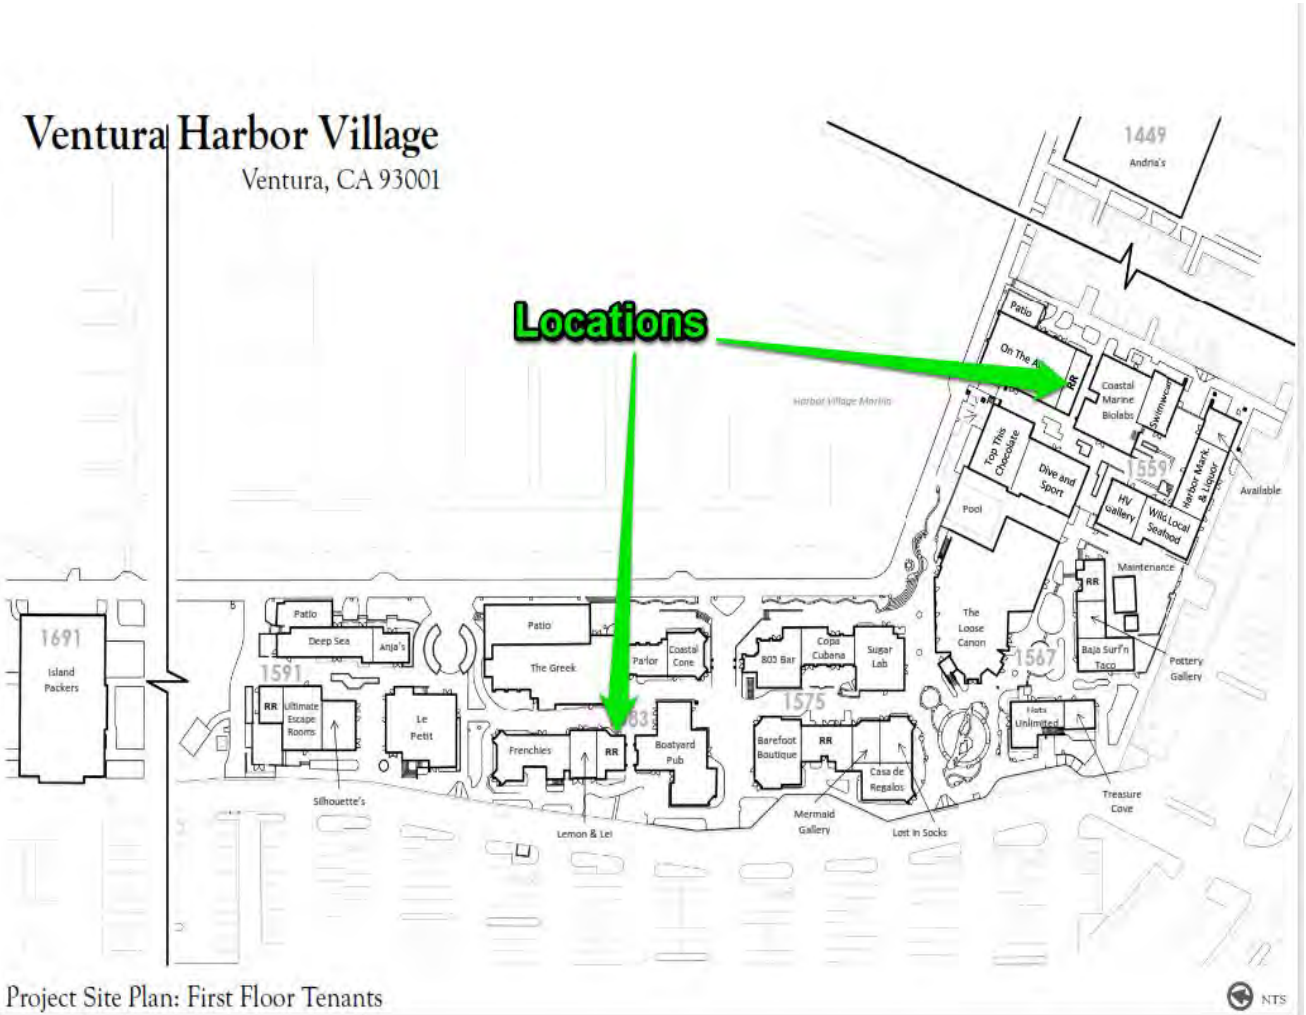 Ventura Harbor Village
Ventura, CA 93001
1449
Andria's
Locations
Patio
On The
RR
Coastal
Marine
Biolabs
Swimwear
Harbor Village Marina
Top This
Chocolate
Dive and
Sport
1559
Harbor Mark.
& Liquor
Available
HV
Gallery
Wild Local
Seafood
Pool
Maintenance
RR
The
Loose
Canon
1567
Baja Surf'n
Taco
Pottery
Gallery
1691
Island
Packers
Patio
Deep Sea
Anja's
1591
RR
Ultimate
Escape
Rooms
Silhouette's
Le
Petit
Patio
The Greek
Parlor
Coastal
Cone
83
Frenchies
RR
Boatyard
Pub
Lemon & Lei
805 Bar
Copa
Cubana
Sugar
Lab
1575
Barefoot
Boutique
RR
Casa de
Regalos
Mermaid
Gallery
Lost In Socks
Hats
Unlimited
Treasure
Cove
Project Site Plan: First Floor Tenants
NTS